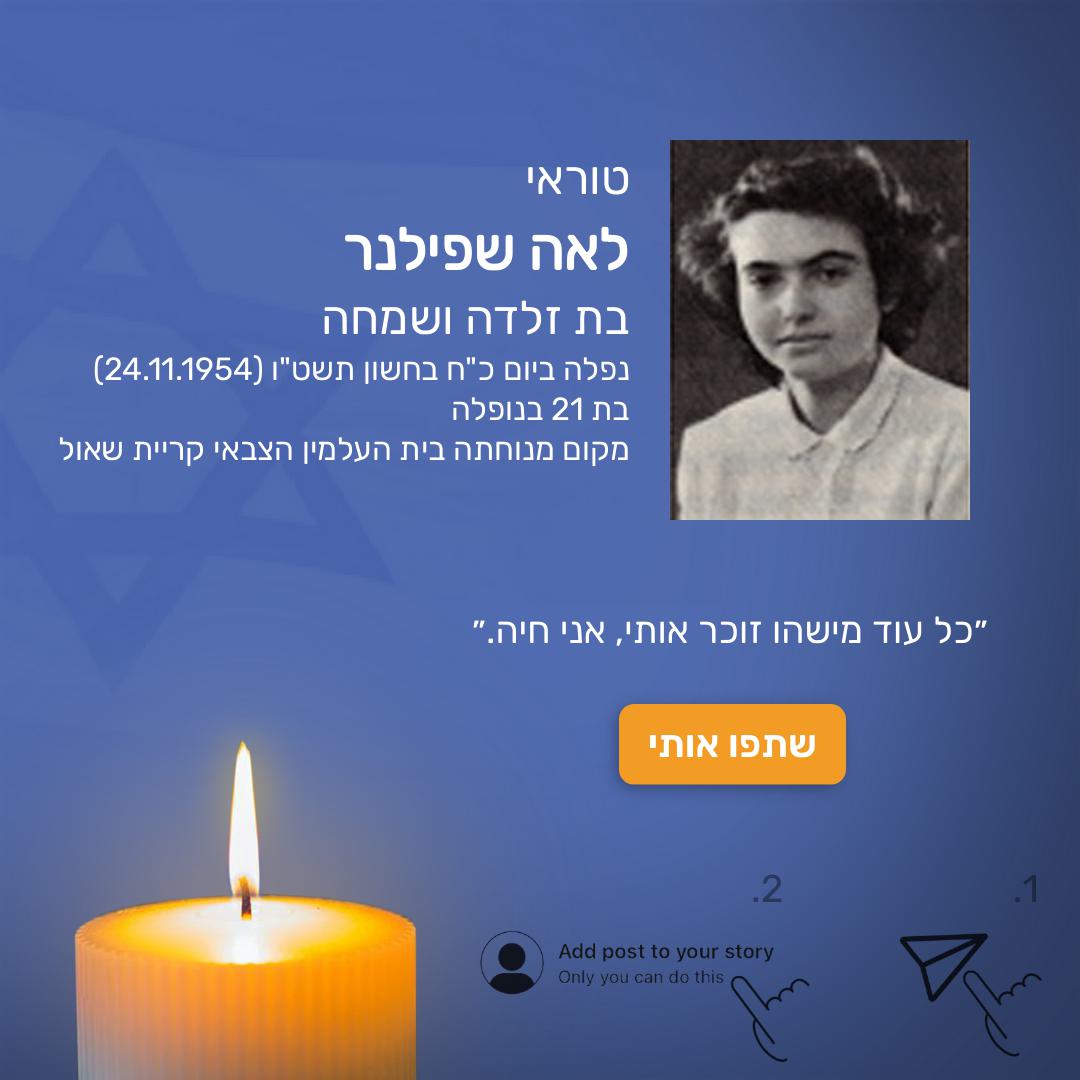 טוראי
לאה שפילנר
בת זלדה ושמחה
נפלה ביום כ"ח בחשון תשט"ו (24.11.1954)
בת 21 בנופלה
מקום מנוחתה בית העלמין הצבאי קריית שאול
״כל עוד מישהו זוכר אותי, אני חיה.״
שתפו אותי
.1
.2
Add post to your story
Only you can do this